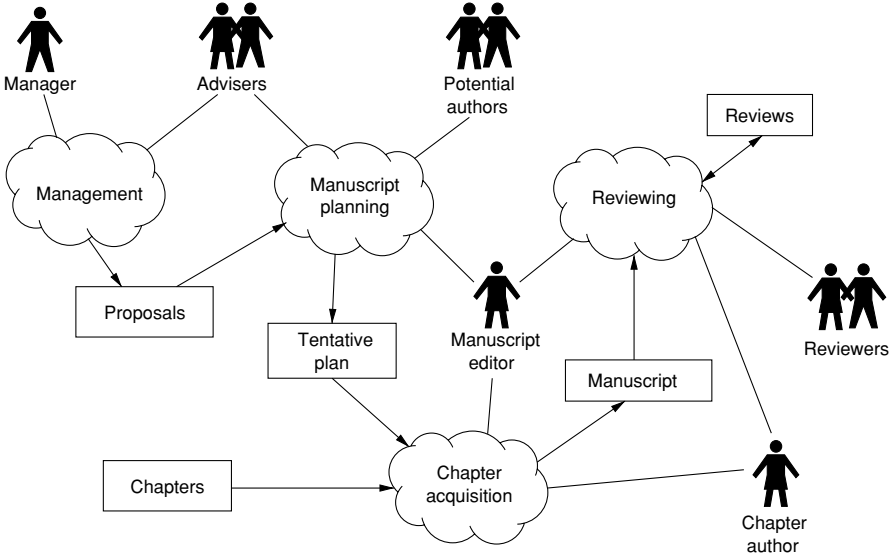 Manager
Advisers
Potential
authors
Reviews
Management
Manuscript
planning
Reviewing
Proposals
Tentative
plan
Manuscript
editor
Reviewers
Manuscript
Chapters
Chapter
acquisition
Chapter
author